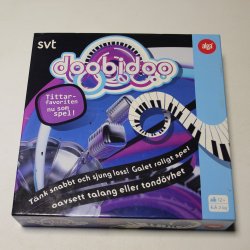 svt
doobidoo
alga
Tittar-
favoriten
nu som
spel!
Tänk snabbt och sjung loss! Galet roligt spel
oavsett talang eller tondövhet